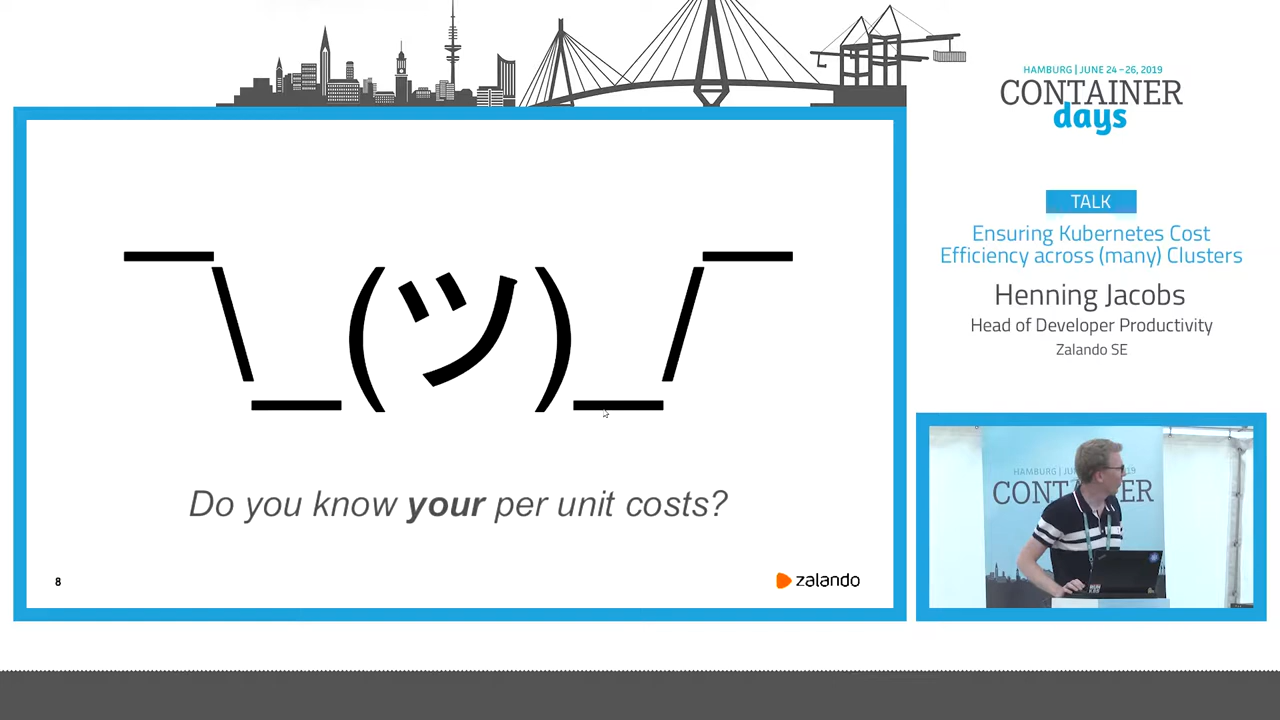 HAMBURG | JUNE 24 – 26, 2019
CONTAINER
days
TALK
Ensuring Kubernetes Cost
Efficiency across (many) Clusters
Henning Jacobs
Head of Developer Productivity
Zalando SE
¯\_(ツ)_/¯
Do you know your per unit costs?
8
zalando
CONTAINER